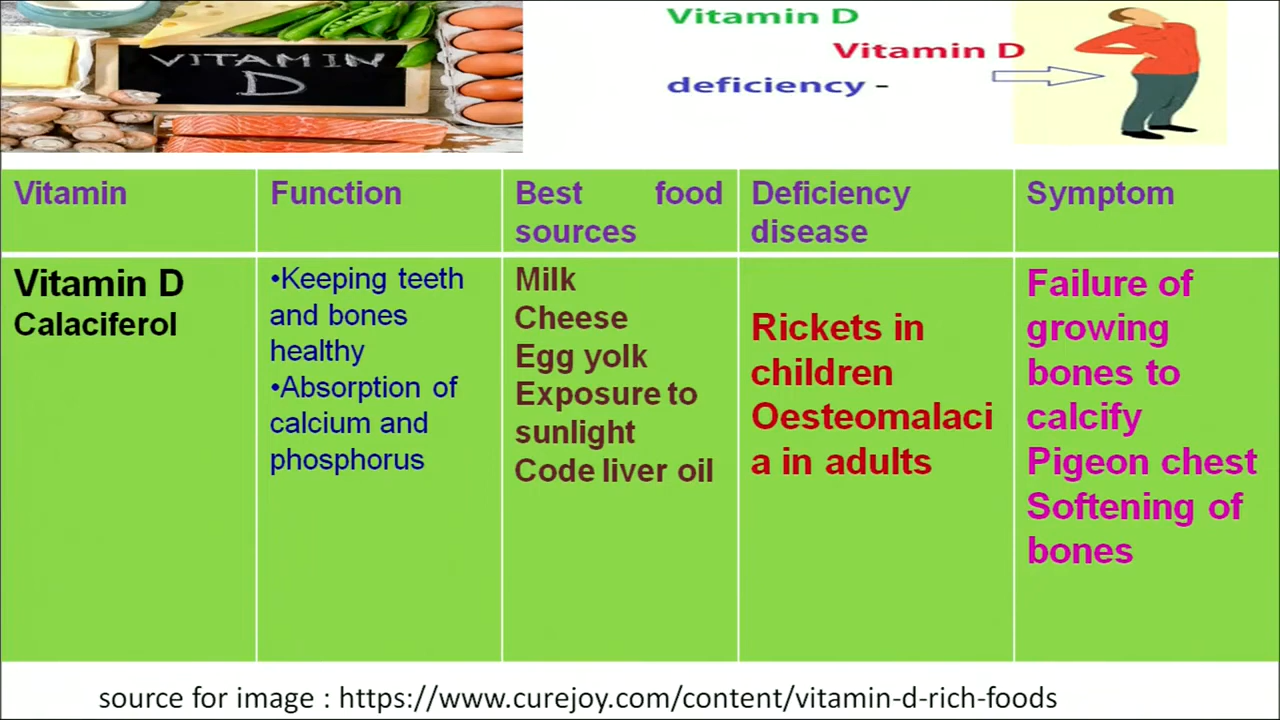 VITAMIN
D
Vitamin D
Vitamin D
deficiency -
Vitamin
Function
Best food
sources
Deficiency
disease
Symptom
Vitamin D
Calaciferol
•Keeping teeth
and bones
healthy
•Absorption of
calcium and
phosphorus
Milk
Cheese
Egg yolk
Exposure to
sunlight
Code liver oil
Rickets in
children
Oesteomalaci
a in adults
Failure of
growing
bones to
calcify
Pigeon chest
Softening of
bones
source for image : https://www.curejoy.com/content/vitamin-d-rich-foods